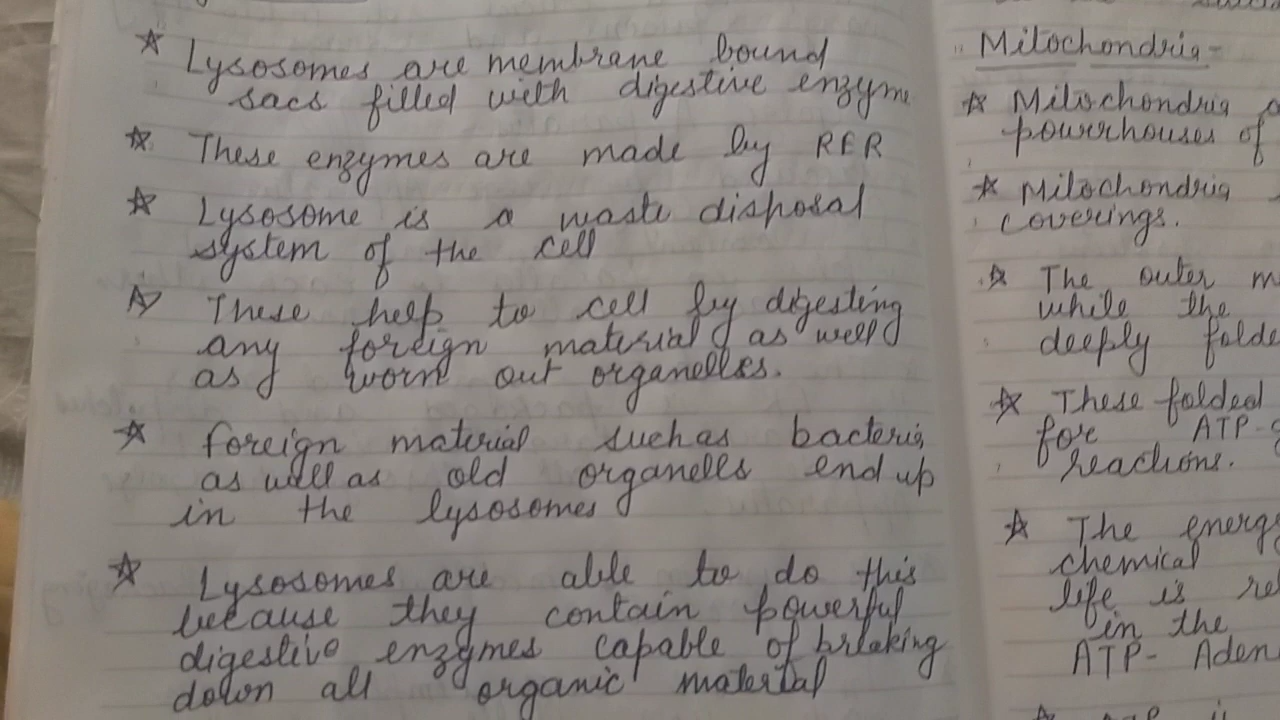 ☆ Lysosomes are membrane bound
sacs filled with digestive enzyme
☆ These enzymes are made by RER
☆ Lysosome is a waste disposal
system of the cell
☆ These help to cell by digesting
any foreign material as well
as worn out organelles.
☆ foreign material such as bacteria,
as well as old organells end up
in the lysosomes
☆ Lysosomes are able to do this
because they contain powerful
digestive enzymes capable of breaking
down all organic material
Mitochondria -
☆ Mitochondria
powerhouses of
☆ Mitochondria
coverings.
☆ The outer m
while the
deeply folde
☆ These folded
for ATP-
reactions.
☆ The energ
chemical
life is re
in the
ATP- Aden